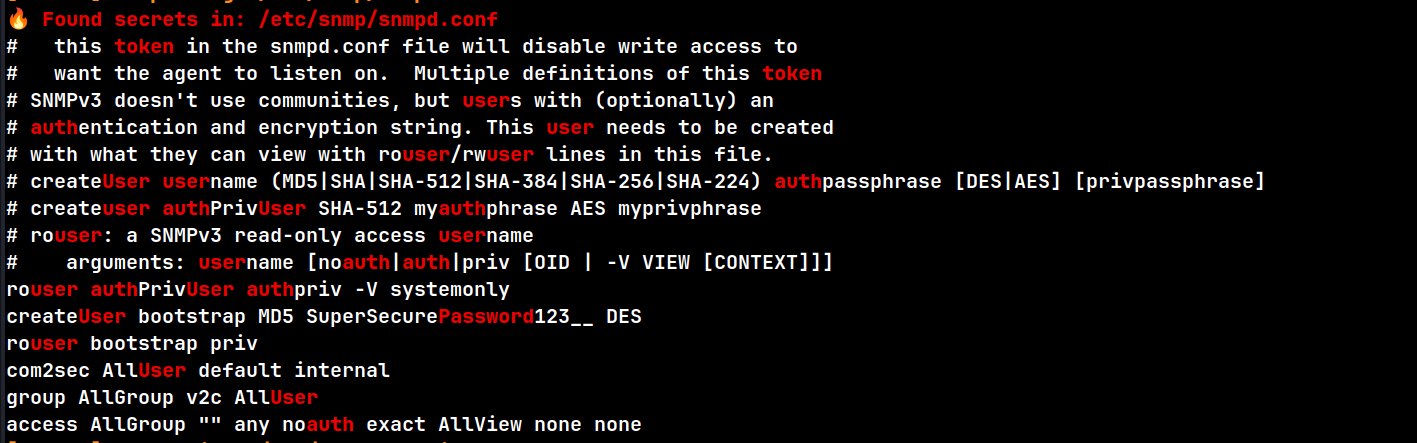 🔥 Found secrets in: /etc/snmp/snmpd.conf
#   this token in the snmpd.conf file will disable write access to
#   want the agent to listen on.  Multiple definitions of this token
# SNMPv3 doesn't use communities, but users with (optionally) an
# authentication and encryption string. This user needs to be created
# with what they can view with rouser/rwuser lines in this file.
# createUser username (MD5|SHA|SHA-512|SHA-384|SHA-256|SHA-224) authpassphrase [DES|AES] [privpassphrase]
# createuser authPrivUser SHA-512 myauthphrase AES myprivphrase
# rouser: a SNMPv3 read-only access username
#    arguments: username [noauth|auth|priv [OID | -V VIEW [CONTEXT]]]
rouser authPrivUser authpriv -V systemonly
createUser bootstrap MD5 SuperSecurePassword123__ DES
rouser bootstrap priv
com2sec AllUser default internal
group AllGroup v2c AllUser
access AllGroup "" any noauth exact AllView none none